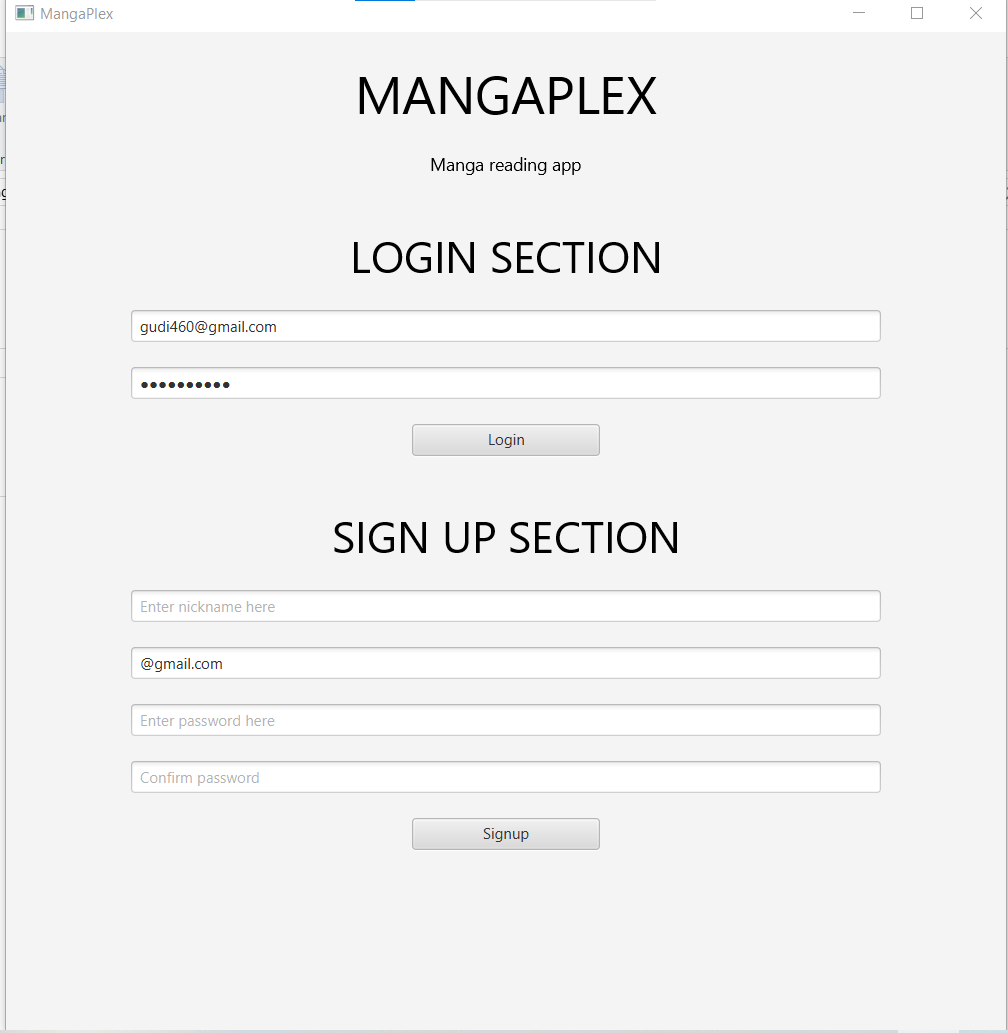 MangaPlex
MANGAPLEX
Manga reading app
LOGIN SECTION
gudi460@gmail.com
●●●●●●●●●●
Login
SIGN UP SECTION
Enter nickname here
@gmail.com
Enter password here
Confirm password
Signup